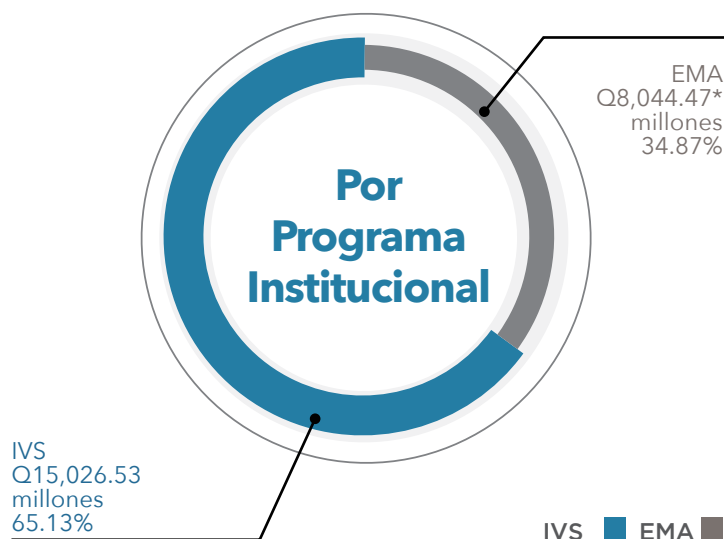 EMA
Q8,044.47*
millones
34.87%
Por
Programa
Institucional
IVS
Q15,026.53
millones
65.13%
IVS EMA